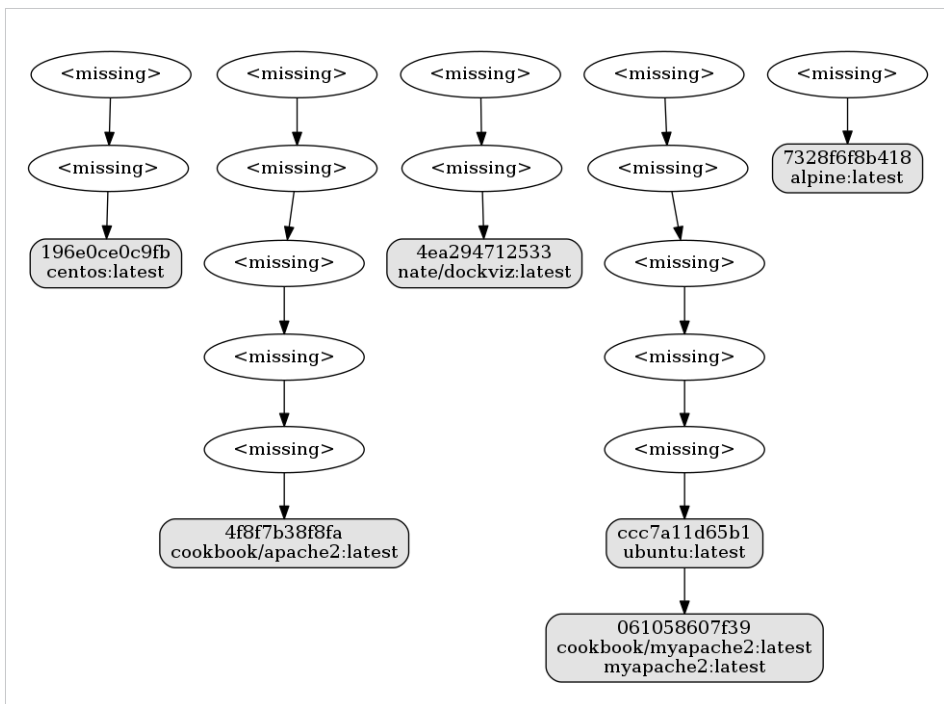 <missing>
<missing>
<missing>
<missing>
<missing>
<missing>
<missing>
<missing>
<missing>
7328f6f8b418
alpine:latest
196e0ce0c9fb
centos:latest
<missing>
4ea294712533
nate/dockviz:latest
<missing>
<missing>
<missing>
<missing>
<missing>
4f8f7b38f8fa
cookbook/apache2:latest
ccc7a11d65b1
ubuntu:latest
061058607f39
cookbook/myapache2:latest
myapache2:latest